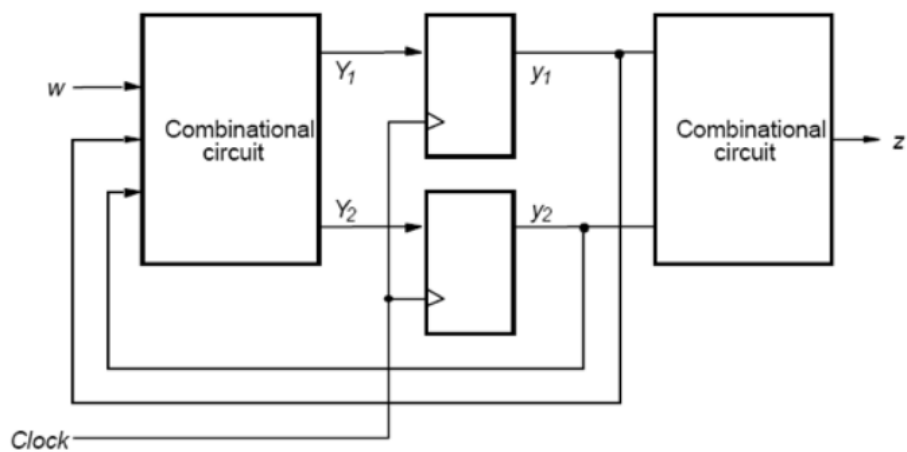 Y₁
y₁
w
Combinational
circuit
Combinational
circuit
z
Y₂
y₂
Clock